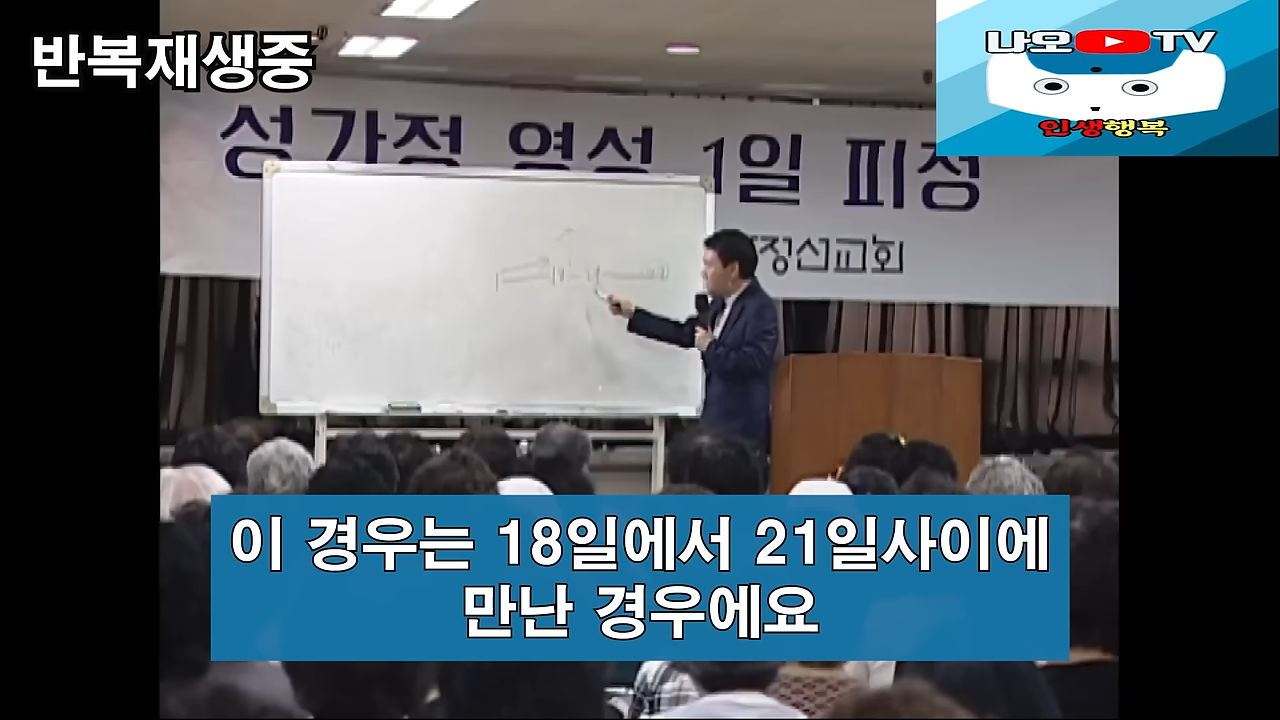 반복재생중
나오 TV
인생행복
성가정 영성 1일 피정
정선교회
이 경우는 18일에서 21일사이에
만난 경우에요